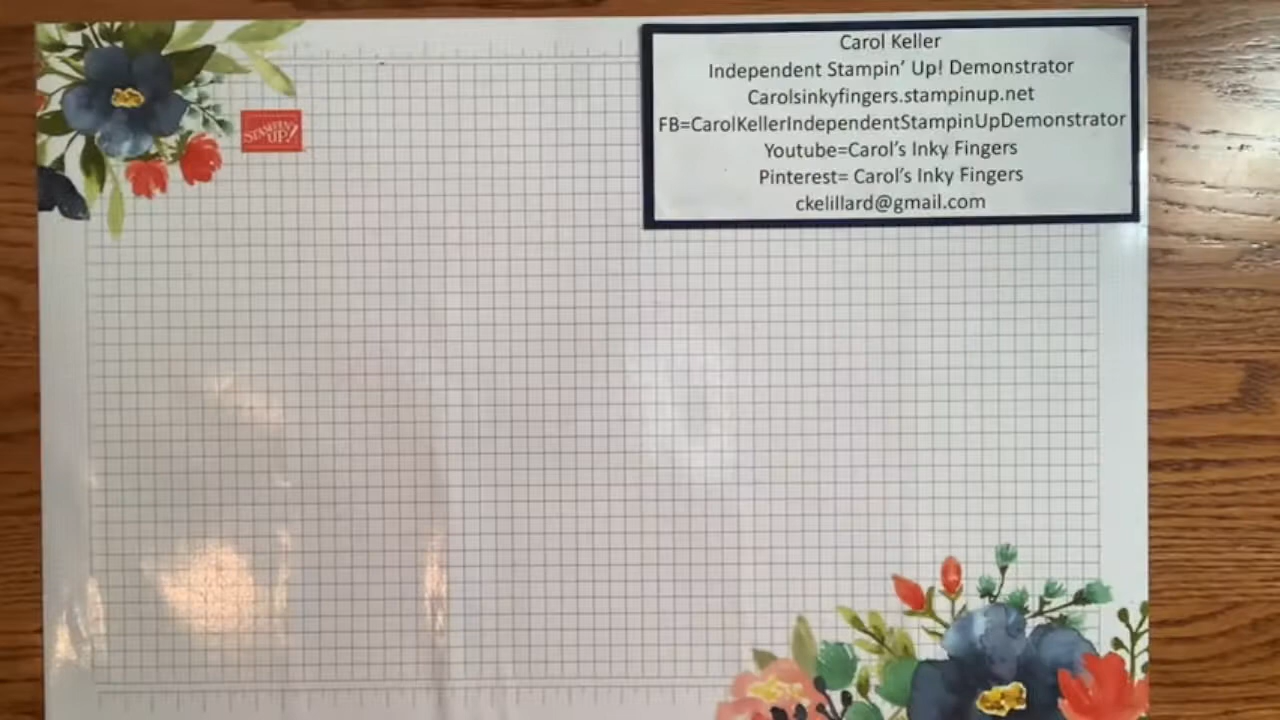 Carol Keller
Independent Stampin' Up! Demonstrator
Carolsinkyfingers.stampinup.net
FB=CarolKellerIndependentStampinUpDemonstrator
Youtube=Carol's Inky Fingers
Pinterest= Carol's Inky Fingers
ckelillard@gmail.com
STAMPIN'
UP!